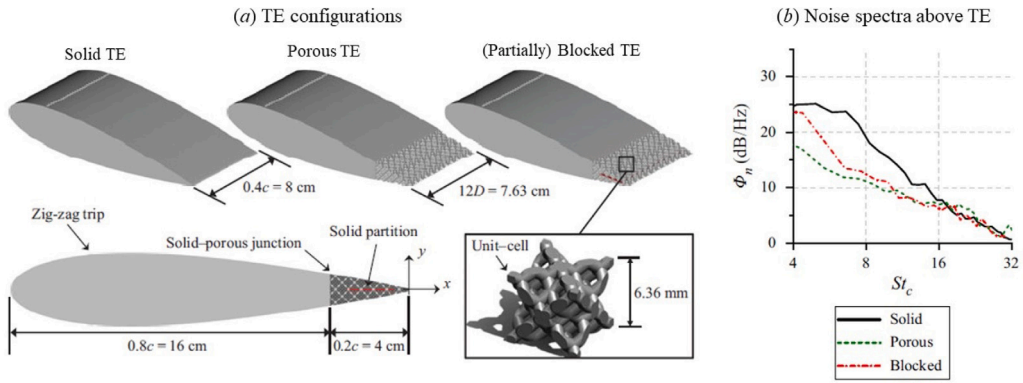 (a) TE configurations
Solid TE
Porous TE
(Partially) Blocked TE
0.4c = 8 cm
12D = 7.63 cm
Zig-zag trip
Solid–porous junction
Solid partition
y
x
0.8c = 16 cm
0.2c = 4 cm
Unit–cell
6.36 mm
(b) Noise spectra above TE
Φn (dB/Hz)
30
20
10
0
4
8
16
32
Stc
Solid
Porous
Blocked